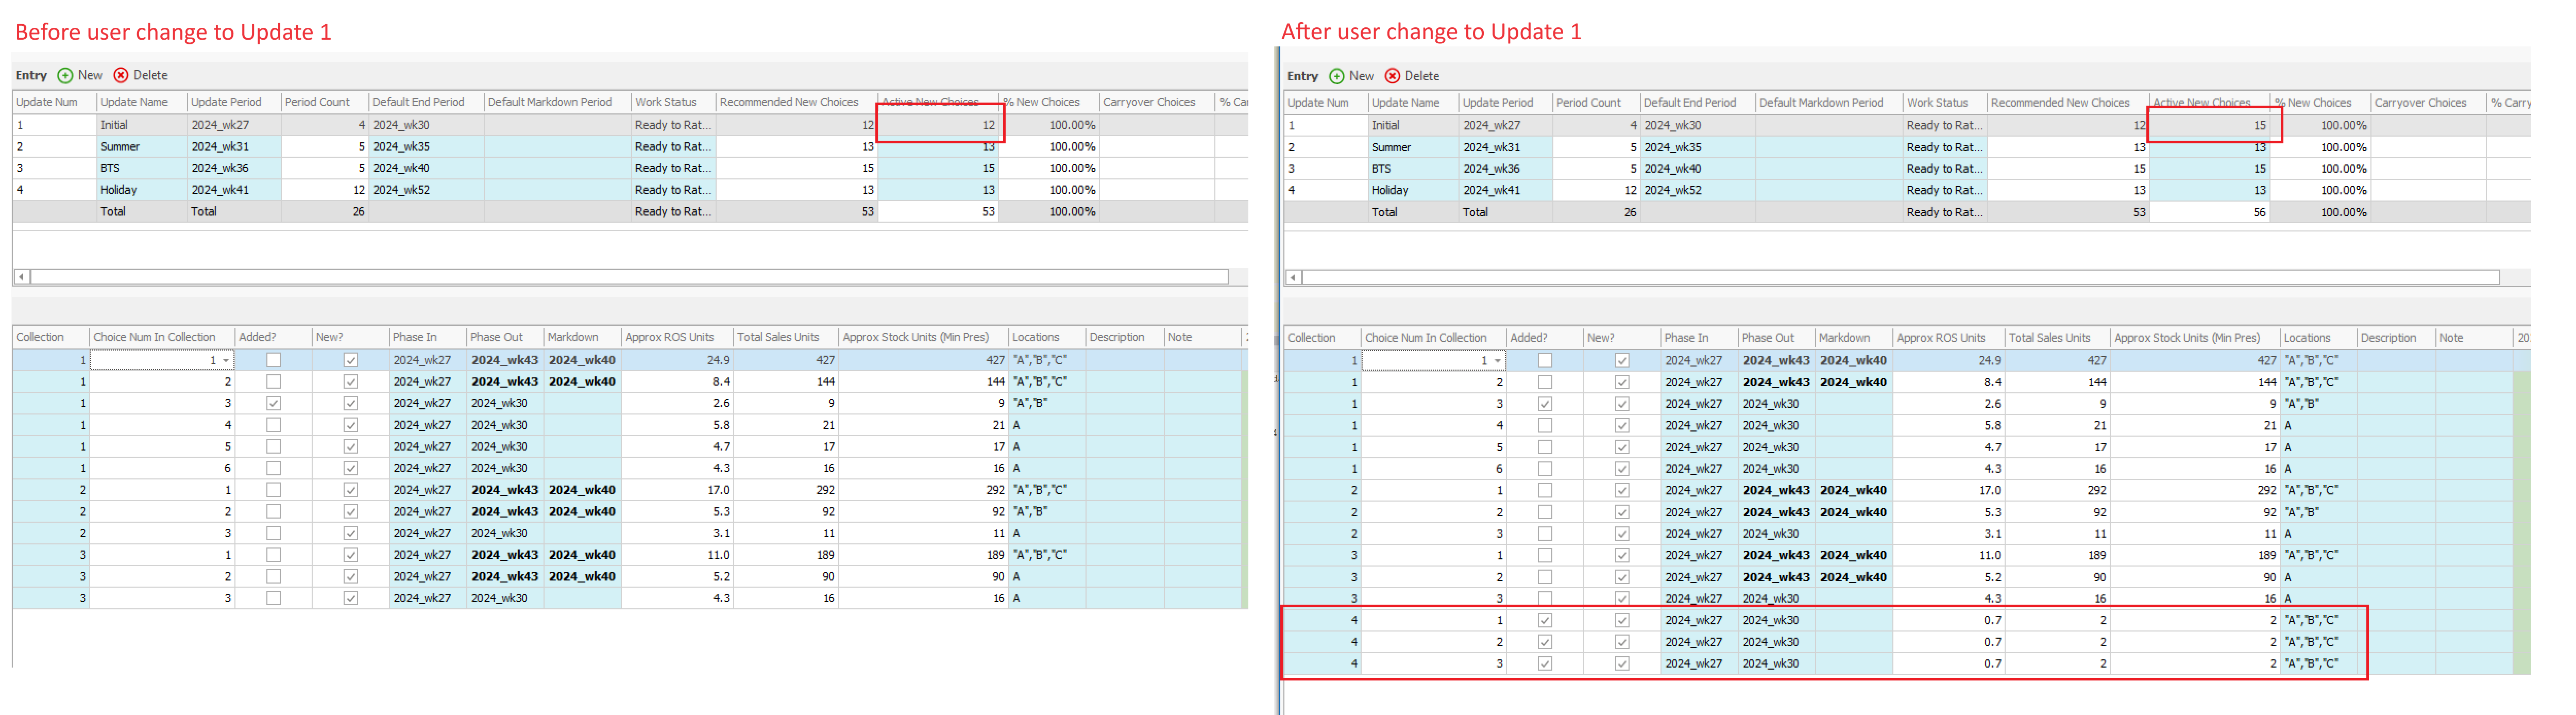 Before user change to Update 1
Entry New Delete
Update Num Update Name Update Period Period Count Default End Period Default Markdown Period Work Status Recommended New Choices Active New Choices % New Choices Carryover Choices % Car
1 Initial 2024_wk27 4 2024_wk30 Ready to Rat... 12 12 100.00%
2 Summer 2024_wk31 5 2024_wk35 Ready to Rat... 13 13 100.00%
3 BTS 2024_wk36 5 2024_wk40 Ready to Rat... 15 15 100.00%
4 Holiday 2024_wk41 12 2024_wk52 Ready to Rat... 13 13 100.00%
Total Total 26 Ready to Rat... 53 53 100.00%
Collection Choice Num In Collection Added? New? Phase In Phase Out Markdown Approx ROS Units Total Sales Units Approx Stock Units (Min Pres) Locations Description Note
1 1 2024_wk27 2024_wk43 2024_wk40 24.9 427 427 "A","B","C"
1 2 2024_wk27 2024_wk43 2024_wk40 8.4 144 144 "A","B","C"
1 3 2024_wk27 2024_wk30 2.6 9 9 "A","B"
1 4 2024_wk27 2024_wk30 5.8 21 21 A
1 5 2024_wk27 2024_wk30 4.7 17 17 A
1 6 2024_wk27 2024_wk30 4.3 16 16 A
2 1 2024_wk27 2024_wk43 2024_wk40 17.0 292 292 "A","B","C"
2 2 2024_wk27 2024_wk43 2024_wk40 5.3 92 92 "A","B"
2 3 2024_wk27 2024_wk30 3.1 11 11 A
3 1 2024_wk27 2024_wk43 2024_wk40 11.0 189 189 "A","B","C"
3 2 2024_wk27 2024_wk43 2024_wk40 5.2 90 90 A
3 3 2024_wk27 2024_wk30 4.3 16 16 A
After user change to Update 1
Entry New Delete
Update Num Update Name Update Period Period Count Default End Period Default Markdown Period Work Status Recommended New Choices Active New Choices % New Choices Carryover Choices % Carry
1 Initial 2024_wk27 4 2024_wk30 Ready to Rat... 12 15 100.00%
2 Summer 2024_wk31 5 2024_wk35 Ready to Rat... 13 13 100.00%
3 BTS 2024_wk36 5 2024_wk40 Ready to Rat... 15 15 100.00%
4 Holiday 2024_wk41 12 2024_wk52 Ready to Rat... 13 13 100.00%
Total Total 26 Ready to Rat... 53 56 100.00%
Collection Choice Num In Collection Added? New? Phase In Phase Out Markdown Approx ROS Units Total Sales Units Approx Stock Units (Min Pres) Locations Description Note 20
1 1 2024_wk27 2024_wk43 2024_wk40 24.9 427 427 "A","B","C"
1 2 2024_wk27 2024_wk43 2024_wk40 8.4 144 144 "A","B","C"
1 3 2024_wk27 2024_wk30 2.6 9 9 "A","B"
1 4 2024_wk27 2024_wk30 5.8 21 21 A
1 5 2024_wk27 2024_wk30 4.7 17 17 A
1 6 2024_wk27 2024_wk30 4.3 16 16 A
2 1 2024_wk27 2024_wk43 2024_wk40 17.0 292 292 "A","B","C"
2 2 2024_wk27 2024_wk43 2024_wk40 5.3 92 92 "A","B"
2 3 2024_wk27 2024_wk30 3.1 11 11 A
3 1 2024_wk27 2024_wk43 2024_wk40 11.0 189 189 "A","B","C"
3 2 2024_wk27 2024_wk43 2024_wk40 5.2 90 90 A
3 3 2024_wk27 2024_wk30 4.3 16 16 A
4 1 2024_wk27 2024_wk30 0.7 2 2 "A","B","C"
4 2 2024_wk27 2024_wk30 0.7 2 2 "A","B","C"
4 3 2024_wk27 2024_wk30 0.7 2 2 "A","B","C"